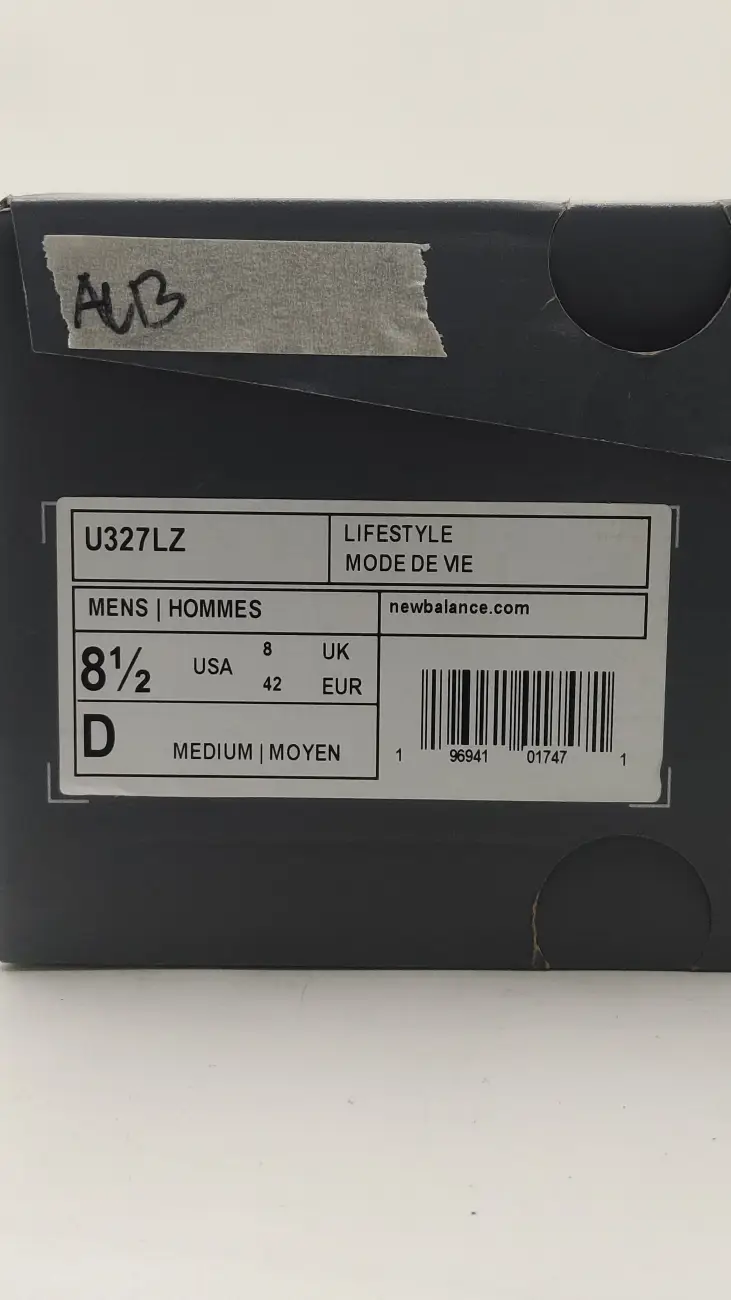 AUB
U327LZ
LIFESTYLE
MODE DE VIE
MENS | HOMMES
newbalance.com
8½ USA 8 UK
42 EUR
D MEDIUM | MOYEN
1 96941 01747 1